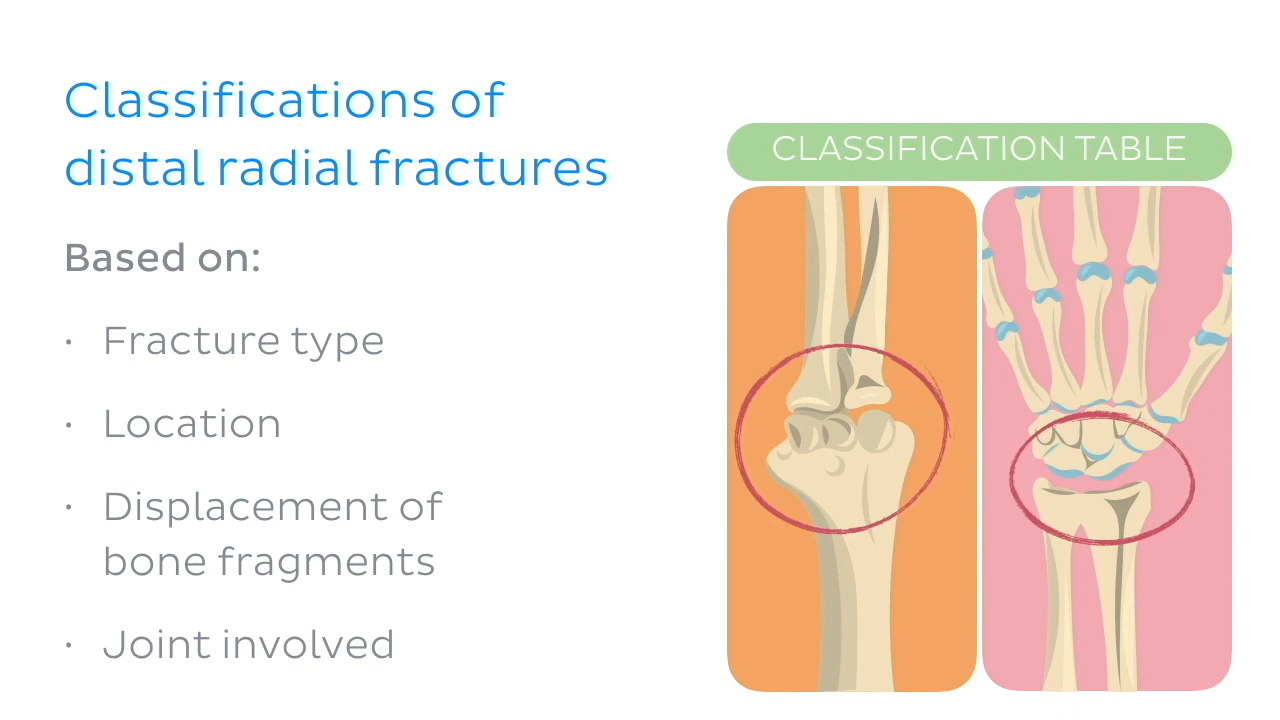 Classifications of
distal radial fractures
Based on:
· Fracture type
· Location
· Displacement of
bone fragments
· Joint involved
CLASSIFICATION TABLE